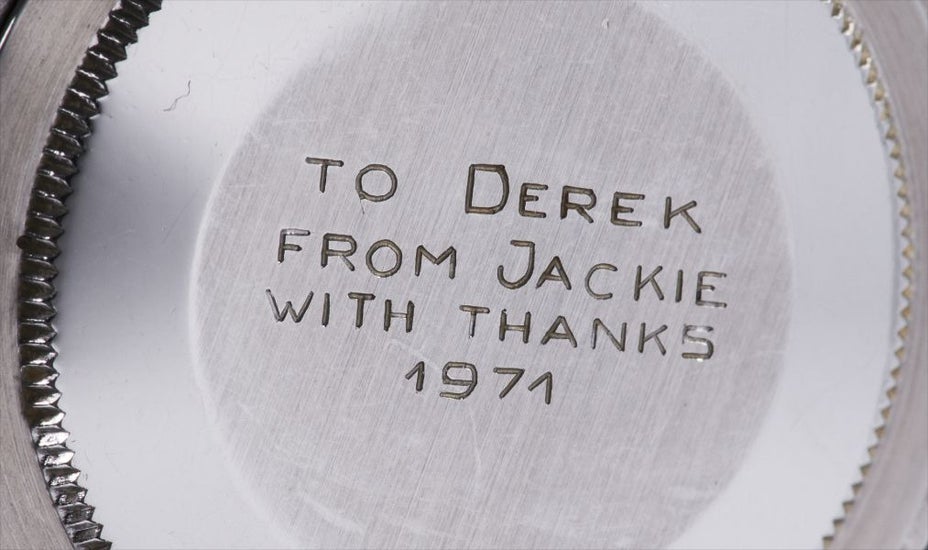 TO DEREK
FROM JACKIE
WITH THANKS
1971